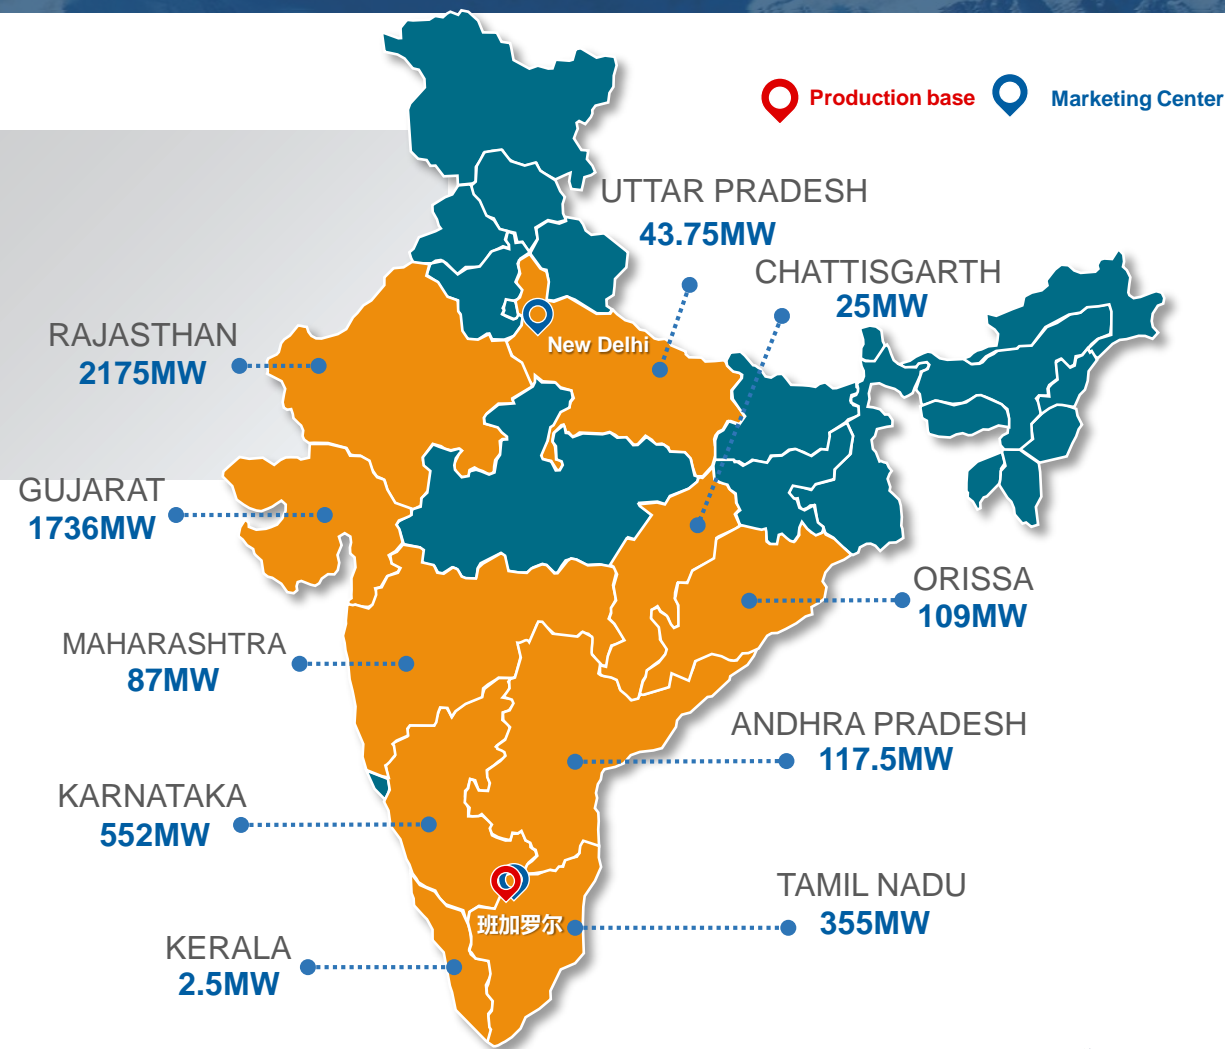 Production base
Marketing Center
UTTAR PRADESH
43.75MW
CHATTISGARTH
25MW
RAJASTHAN
2175MW
New Delhi
GUJARAT
1736MW
ORISSA
109MW
MAHARASHTRA
87MW
ANDHRA PRADESH
117.5MW
KARNATAKA
552MW
TAMIL NADU
355MW
班加罗尔
KERALA
2.5MW